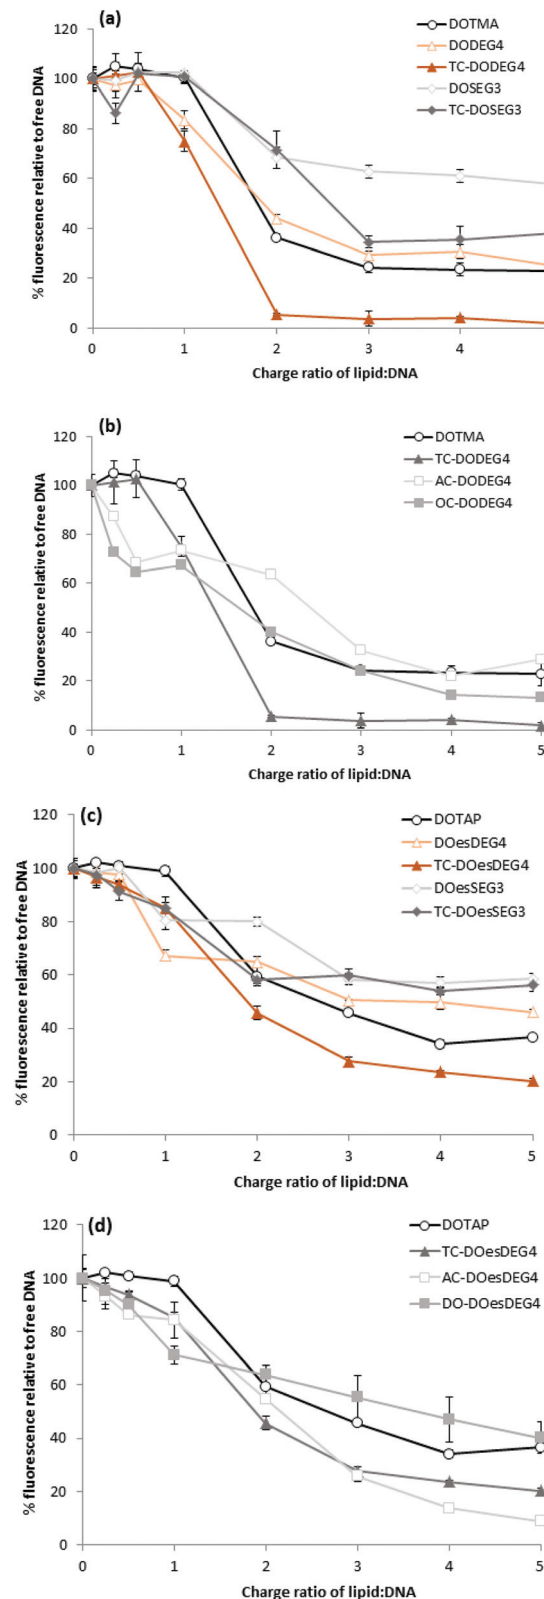 (a)
DOTMA
DODEG4
TC-DODEG4
DOSEG3
TC-DOSEG3
% fluorescence relative to free DNA
120
100
80
60
40
20
0
0 1 2 3 4
Charge ratio of lipid:DNA
(b)
DOTMA
TC-DODEG4
AC-DODEG4
OC-DODEG4
% fluorescence relative to free DNA
120
100
80
60
40
20
0
0 1 2 3 4 5
Charge ratio of lipid:DNA
(c)
DOTAP
DOesDEG4
TC-DOesDEG4
DOesSEG3
TC-DOesSEG3
% fluorescence relative to free DNA
120
100
80
60
40
20
0
0 1 2 3 4 5
Charge ratio of lipid:DNA
(d)
DOTAP
TC-DOesDEG4
AC-DOesDEG4
DO-DOesDEG4
% fluorescence relative to free DNA
120
100
80
60
40
20
0
0 1 2 3 4 5
Charge ratio of lipid:DNA